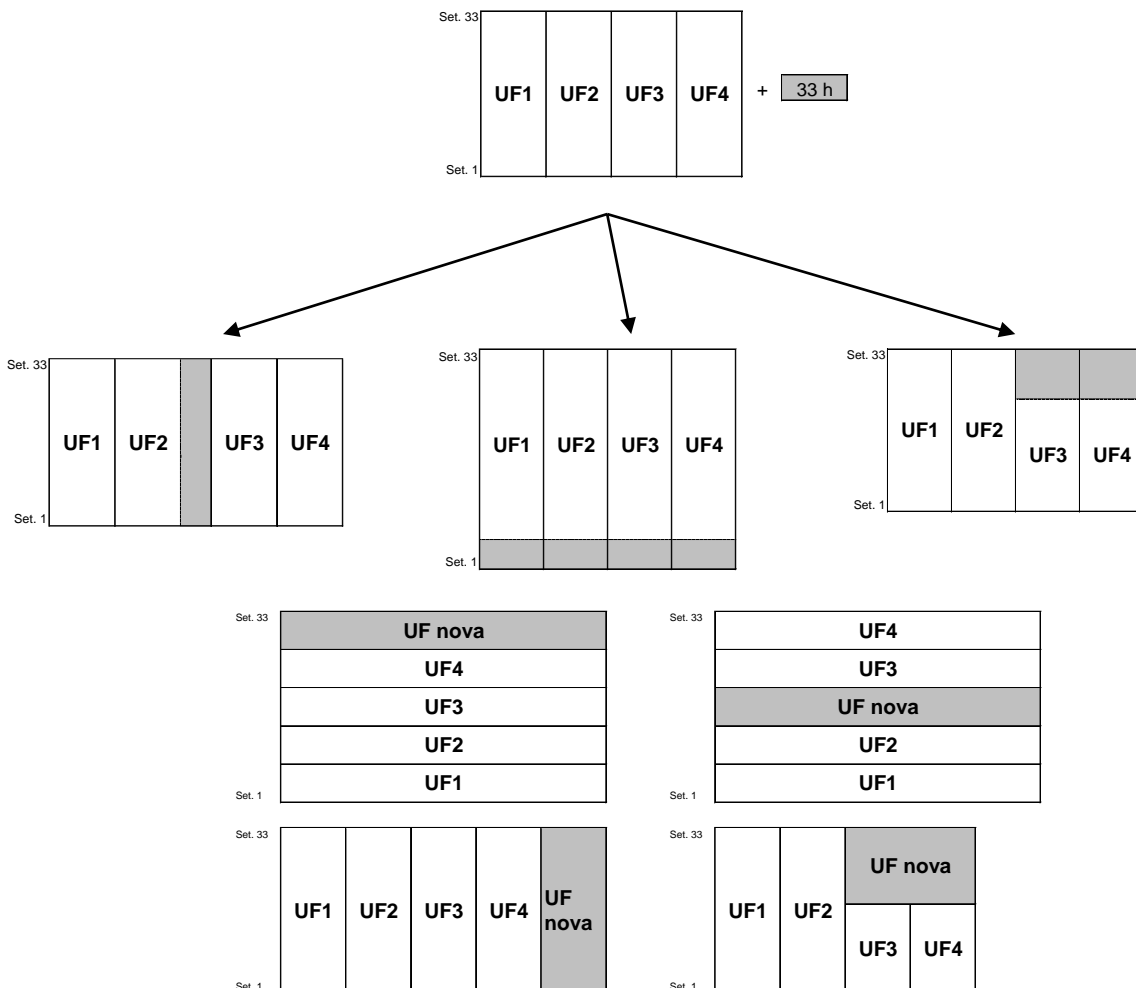 Set. 33
UF1 UF2 UF3 UF4 + 33 h
Set. 1
Set. 33
UF1 UF2 UF3 UF4
Set. 1
Set. 33
UF1 UF2 UF3 UF4
Set. 1
Set. 33
UF1 UF2
UF3 UF4
Set. 1
Set. 33
UF nova
UF4
UF3
UF2
UF1
Set. 1
Set. 33
UF4
UF3
UF nova
UF2
UF1
Set. 1
Set. 33
UF1 UF2 UF3 UF4 UF
nova
Set. 1
Set. 33
UF nova
UF1 UF2
UF3 UF4
Set. 1